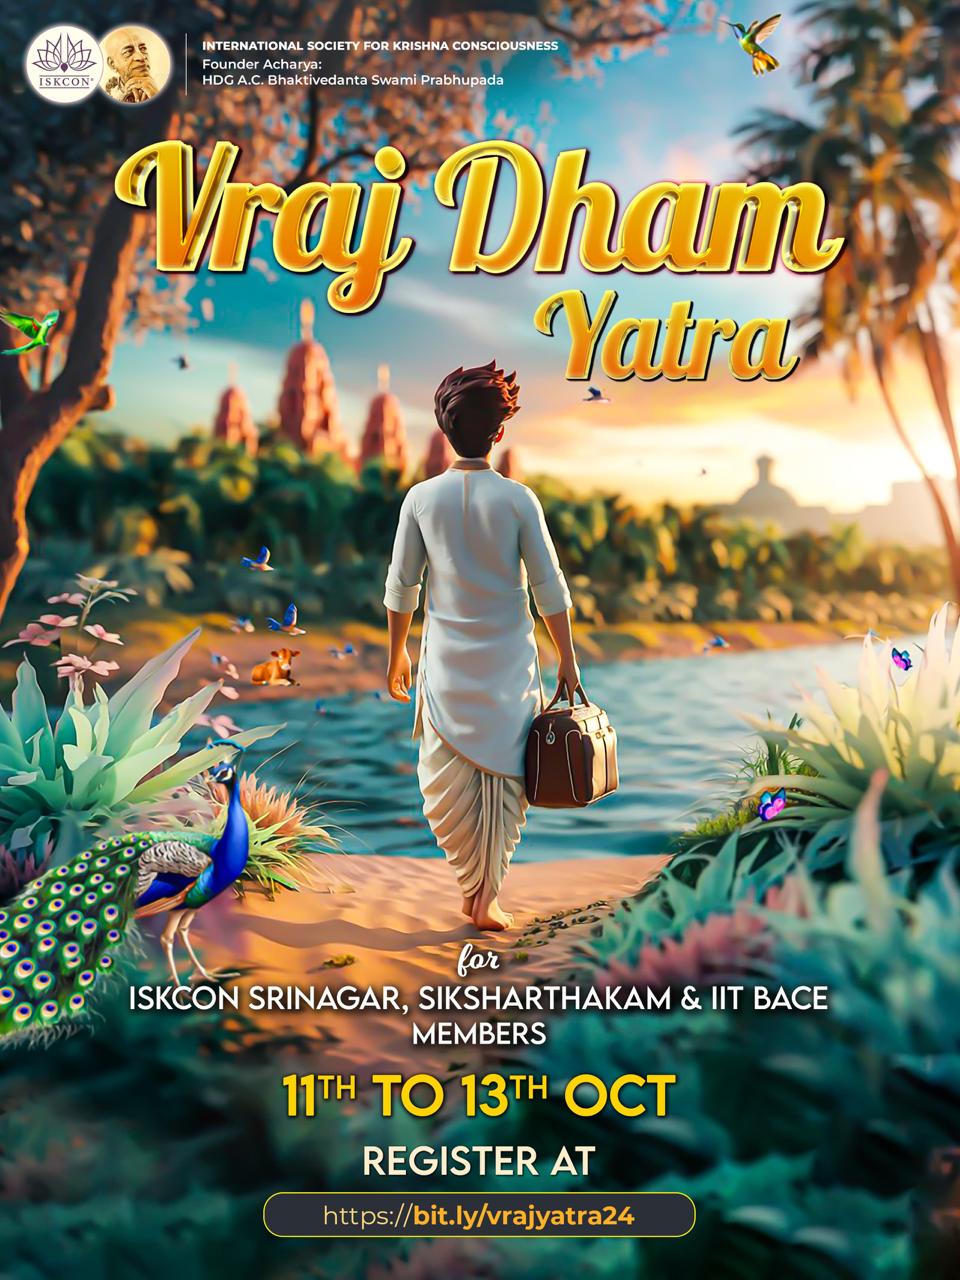 ISKCON
INTERNATIONAL SOCIETY FOR KRISHNA CONSCIOUSNESS
Founder Acharya:
HDG A.C. Bhaktivedanta Swami Prabhupada
Vraj Dham
Yatra
for
ISKCON SRINAGAR, SIKSHARTHAKAM & IIT BACE
MEMBERS
11TH TO 13TH OCT
REGISTER AT
https://bit.ly/vrajyatra24